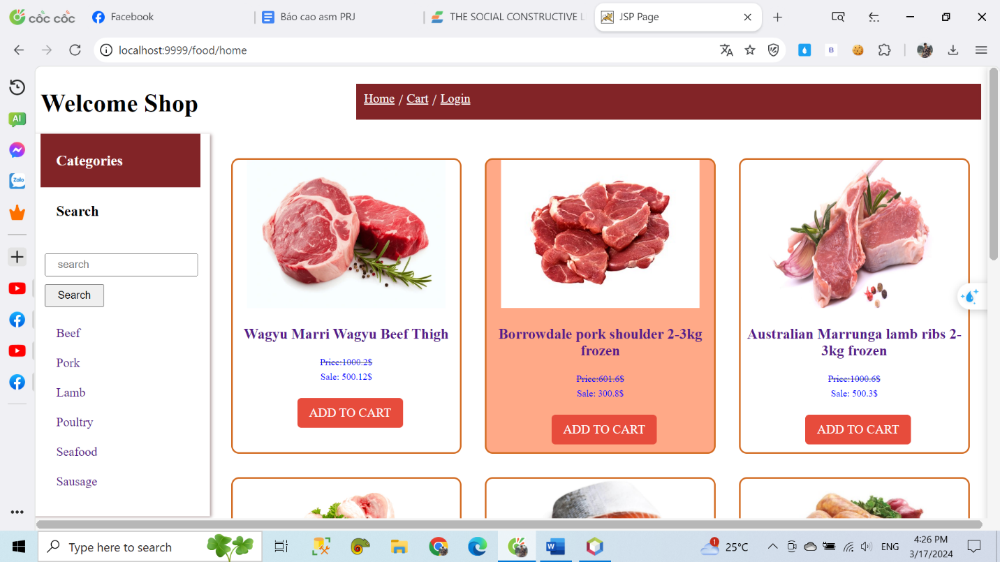 cốc cốc
Facebook
Báo cao asm PRJ
THE SOCIAL CONSTRUCTIVE L
JSP Page
localhost:9999/food/home
B
Welcome Shop
Home / Cart / Login
AI
Zalo
Categories
Search
search
Search
Beef
Pork
Lamb
Poultry
Seafood
Sausage
Wagyu Marri Wagyu Beef Thigh
Price:1000.2$
Sale: 500.12$
ADD TO CART
Borrowdale pork shoulder 2-3kg
frozen
Price:601.6$
Sale: 300.8$
ADD TO CART
Australian Marrunga lamb ribs 2-
3kg frozen
Price:1000.6$
Sale: 500.3$
ADD TO CART
Type here to search
1
25°C
ENG
4:26 PM
3/17/2024